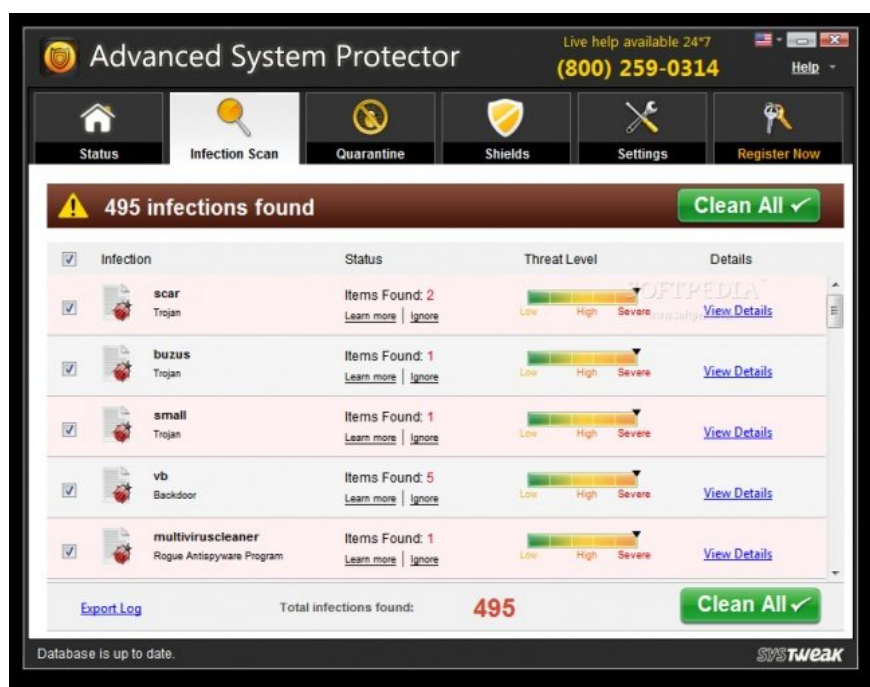 Advanced System Protector
Live help available 24*7
(800) 259-0314
Help
Status
Infection Scan
Quarantine
Shields
Settings
Register Now
495 infections found
Clean All
Infection
Status
Threat Level
Details
scar
Trojan
Items Found: 2
Learn more | Ignore
Low High Severe
View Details
SOFTPEDIA
buzus
Trojan
Items Found: 1
Learn more | Ignore
Low High Severe
View Details
small
Trojan
Items Found: 1
Learn more | Ignore
Low High Severe
View Details
vb
Backdoor
Items Found: 5
Learn more | Ignore
Low High Severe
View Details
multiviruscleaner
Rogue Antispyware Program
Items Found: 1
Learn more | Ignore
Low High Severe
View Details
Export Log
Total infections found:
495
Clean All
Database is up to date.
SYSTweak